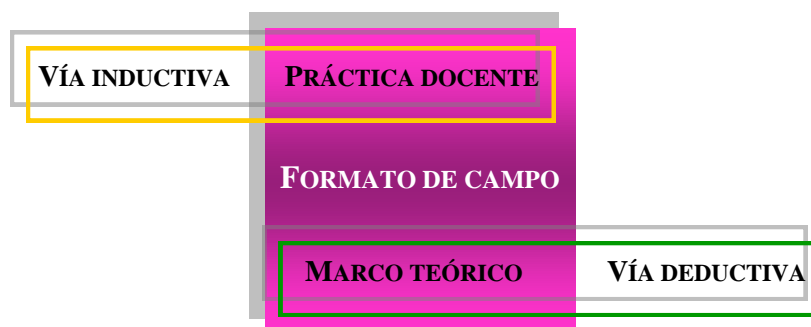 VÍA INDUCTIVA PRÁCTICA DOCENTE
FORMATO DE CAMPO
MARCO TEÓRICO VÍA DEDUCTIVA